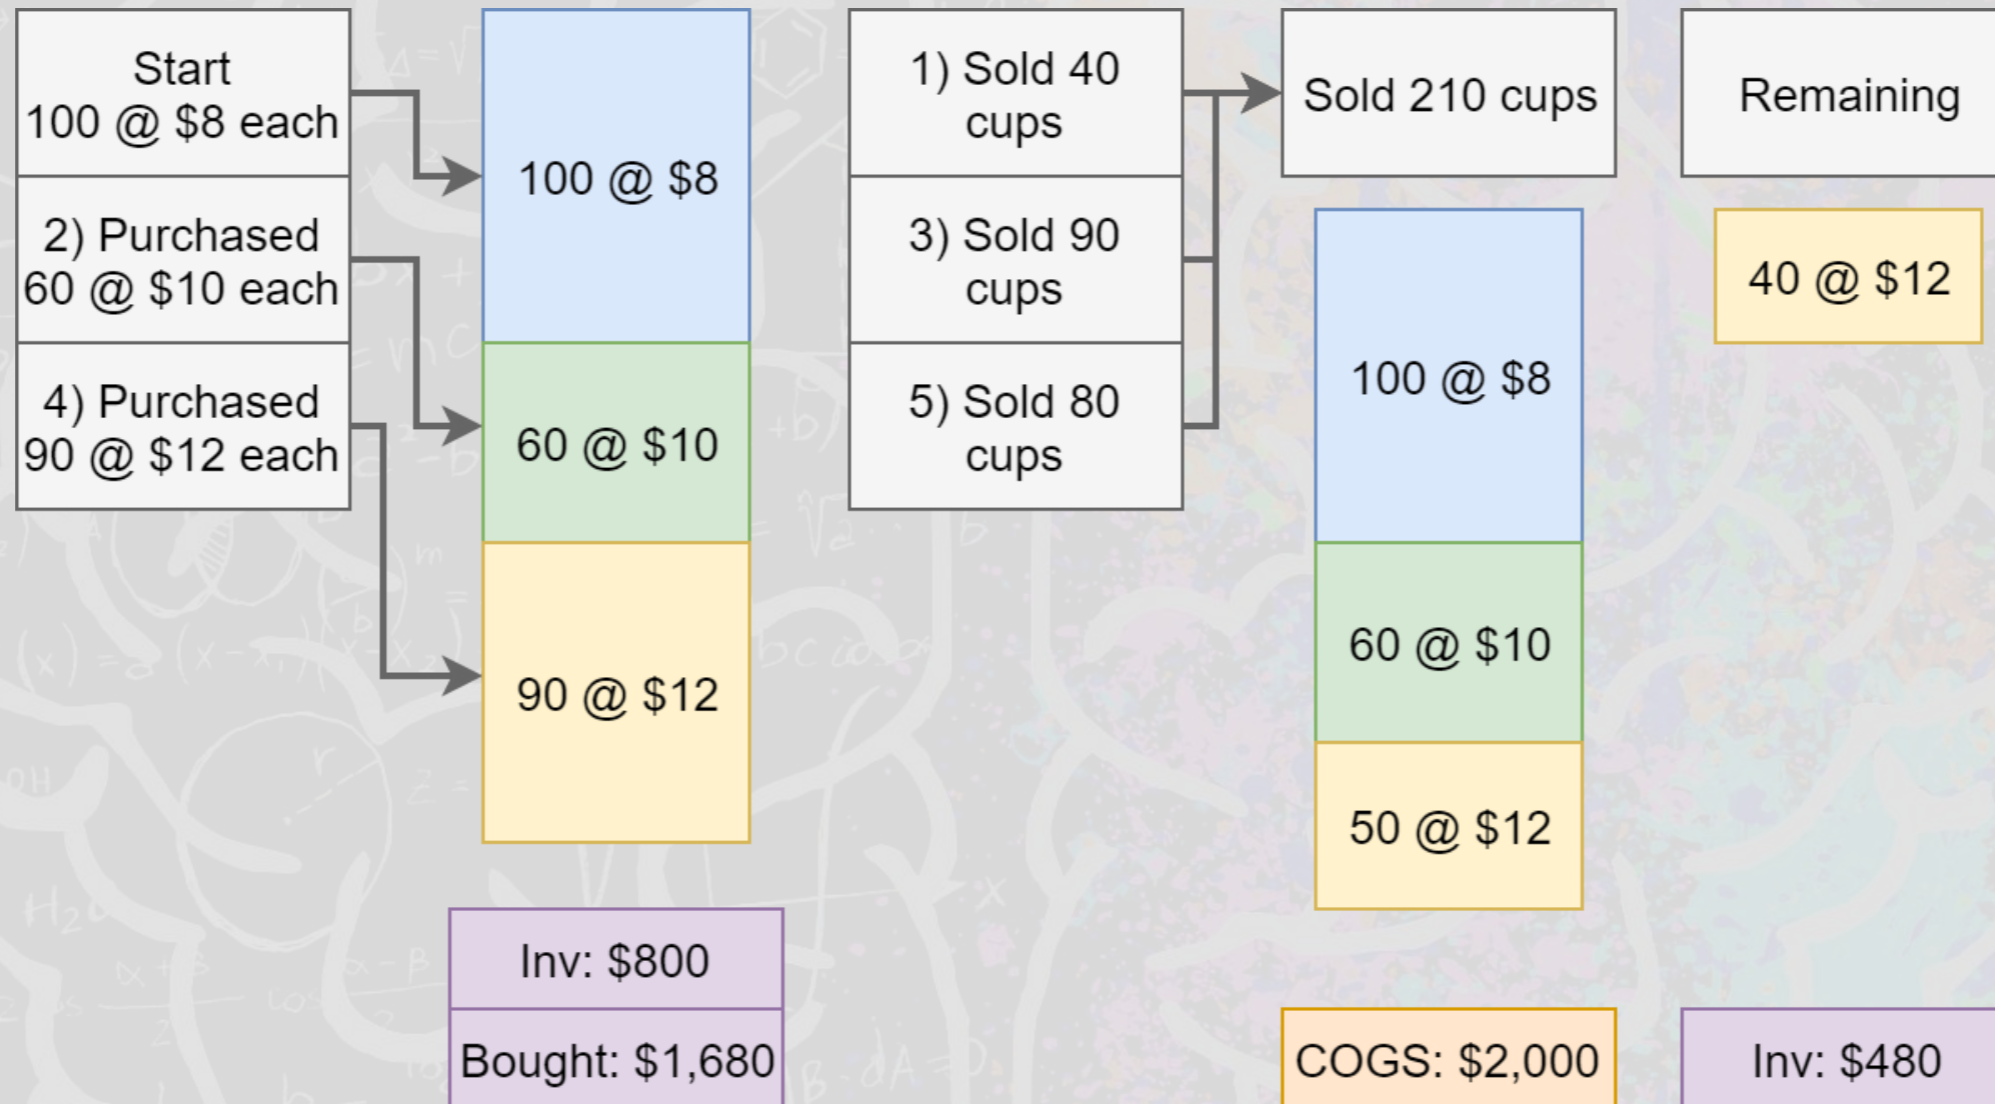 Start
100 @ $8 each
2) Purchased
60 @ $10 each
4) Purchased
90 @ $12 each
100 @ $8
60 @ $10
90 @ $12
Inv: $800
Bought: $1,680
1) Sold 40
cups
3) Sold 90
cups
5) Sold 80
cups
Sold 210 cups
100 @ $8
60 @ $10
50 @ $12
COGS: $2,000
Remaining
40 @ $12
Inv: $480